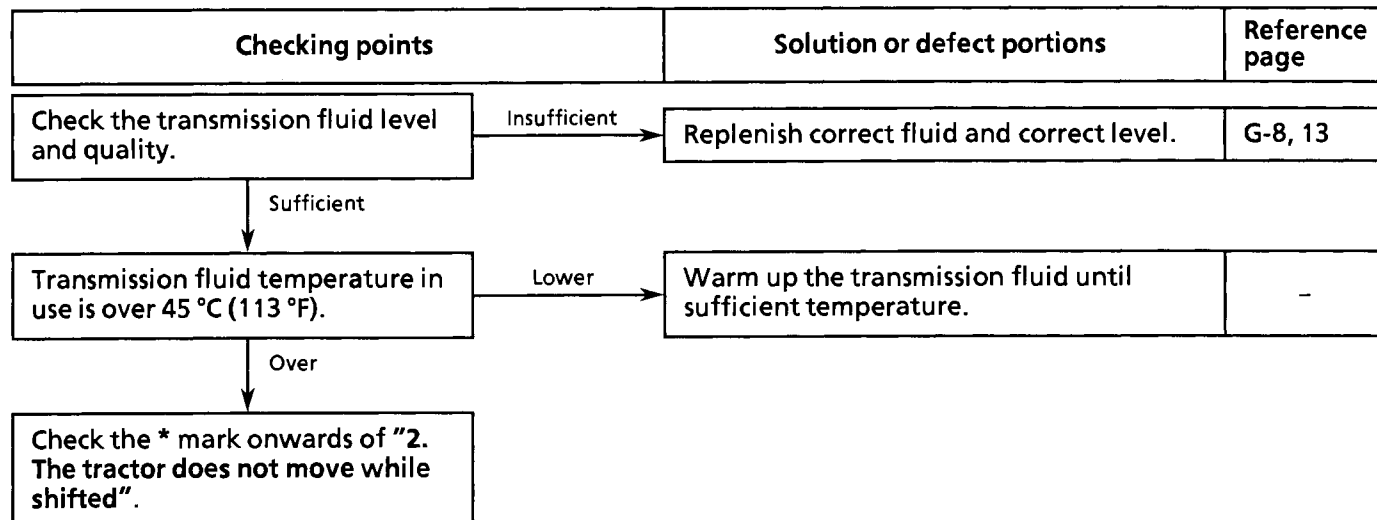 Checking points
Solution or defect portions
Reference
page
Check the transmission fluid level
and quality.
Insufficient
Replenish correct fluid and correct level.
G-8, 13
Sufficient
Transmission fluid temperature in
use is over 45 °C (113 °F).
Lower
Warm up the transmission fluid until
sufficient temperature.
–
Over
Check the * mark onwards of "2.
The tractor does not move while
shifted".